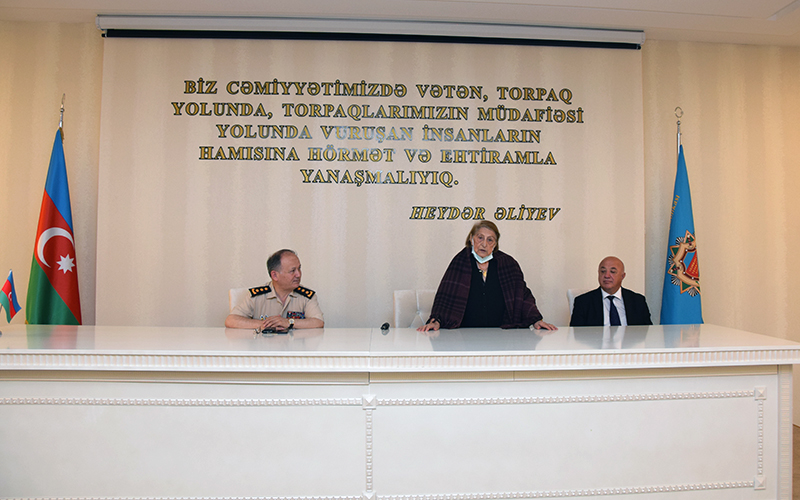 BİZ CƏMİYYƏTİMİZDƏ VƏTƏN, TORPAQ
YOLUNDA, TORPAQLARIMIZIN MÜDAFİƏSİ
YOLUNDA VURUŞAN İNSANLARIN
HAMISINA HÖRMƏT VƏ EHTİRAMLA
YANAŞMALIYIQ.
HEYDƏR ƏLİYEV